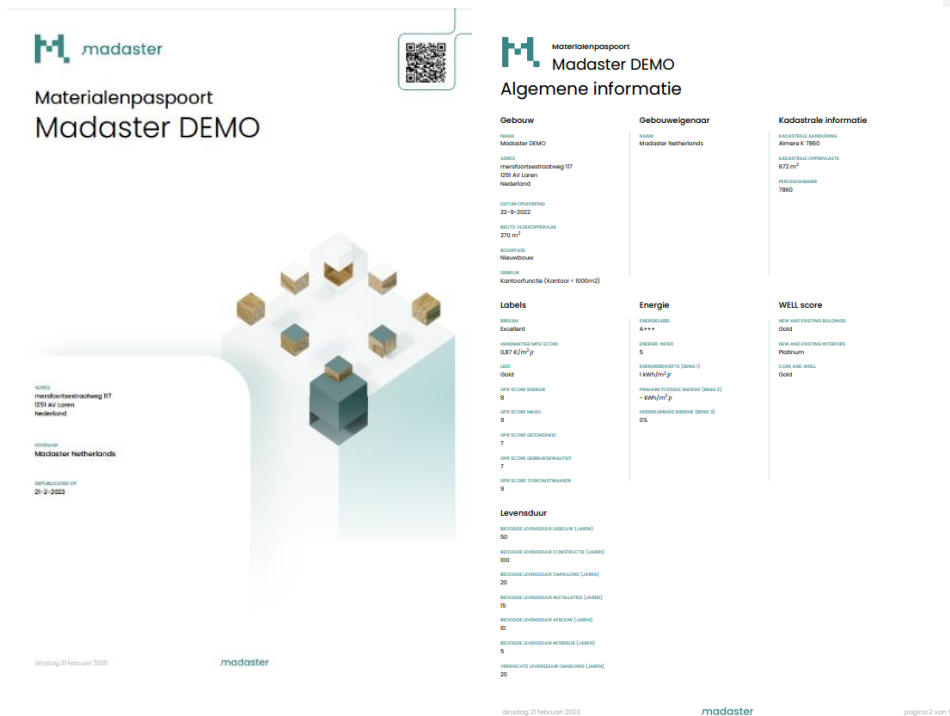 madaster
Materialenpaspoort
Madaster DEMO
ADRES
mersfoortsestraatweg 117
1251 AV Laren
Nederland
EIGENAAR
Madaster Netherlands
GEPUBLICEERD OP
21-2-2023
dinsdag 21 februari 2023
madaster
Materialenpaspoort
Madaster DEMO
Algemene informatie
Gebouw
NAAM
Madaster DEMO
ADRES
mersfoortsestraatweg 117
1251 AV Laren
Nederland
DATUM OPLEVERING
22-9-2022
BRUTO VLOEROPPERVLAK
270 m²
BOUWFASE
Nieuwbouw
GEBRUIK
Kantoorfunctie (Kantoor < 1000m2)
Gebouweigenaar
NAAM
Madaster Netherlands
Kadastrale informatie
KADASTRALE AANDUIDING
Almere K 7860
KADASTRALE OPPERVLAKTE
672 m²
PERCEELNUMMER
7860
Labels
BREEAM
Excellent
HANDMATIGE MPG SCORE
0,87 €/m² jr
LEED
Gold
GPR SCORE ENERGIE
8
GPR SCORE MILIEU
9
GPR SCORE GEZONDHEID
7
GPR SCORE GEBRUIKSKWALITEIT
7
GPR SCORE TOEKOMSTWAARDE
9
Energie
ENERGIELABEL
A+++
ENERGIE-INDEX
5
ENERGIEBEHOEFTE (BENG 1)
1 kWh/m² jr
PRIMAIRE FOSSIELE ENERGIE (BENG 2)
- kWh/m² jr
HERNIEUWBARE ENERGIE (BENG 3)
0%
WELL score
NEW AND EXISTING BUILDINGS
Gold
NEW AND EXISTING INTERIORS
Platinum
CORE AND SHELL
Gold
Levensduur
BEOOGDE LEVENSDUUR GEBOUW (JAREN)
50
BEOOGDE LEVENSDUUR CONSTRUCTIE (JAREN)
100
BEOOGDE LEVENSDUUR OMHULLING (JAREN)
20
BEOOGDE LEVENSDUUR INSTALLATIES (JAREN)
15
BEOOGDE LEVENSDUUR AFBOUW (JAREN)
10
BEOOGDE LEVENSDUUR INTERIEUR (JAREN)
5
VERWACHTE LEVENSDUUR OMGEVING (JAREN)
20
dinsdag 21 februari 2023
madaster
pagina 2 van